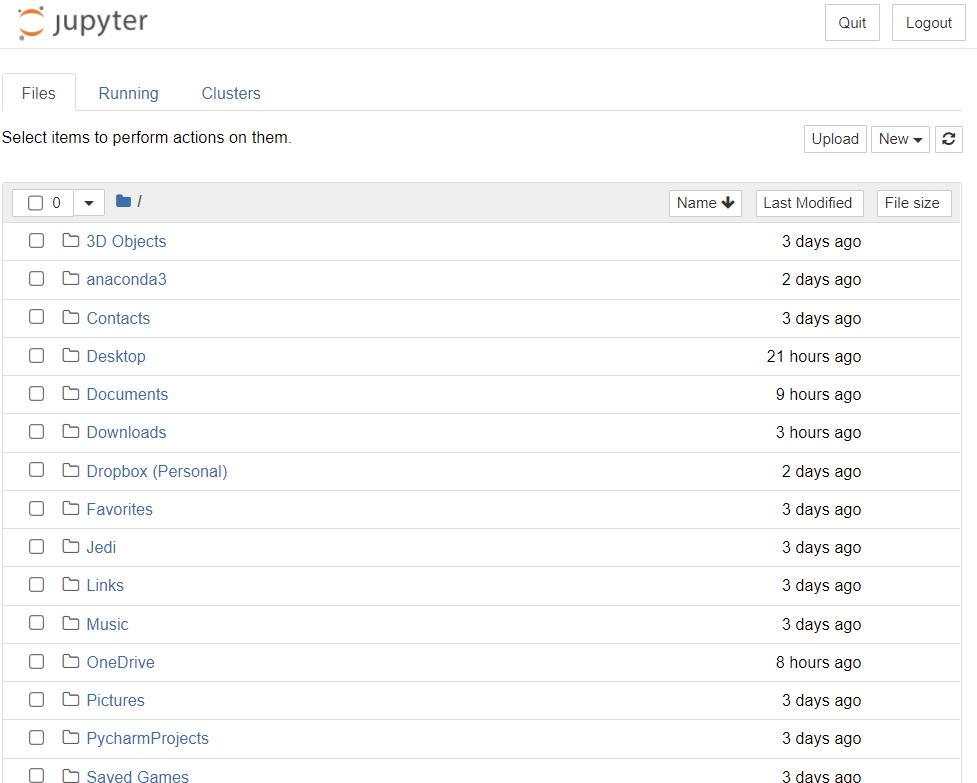 jupyter
Quit Logout
Files Running Clusters
Select items to perform actions on them.
Upload New
0 / Name Last Modified File size
3D Objects 3 days ago
anaconda3 2 days ago
Contacts 3 days ago
Desktop 21 hours ago
Documents 9 hours ago
Downloads 3 hours ago
Dropbox (Personal) 2 days ago
Favorites 3 days ago
Jedi 3 days ago
Links 3 days ago
Music 3 days ago
OneDrive 8 hours ago
Pictures 3 days ago
PycharmProjects 3 days ago
Saved Games 3 days ago